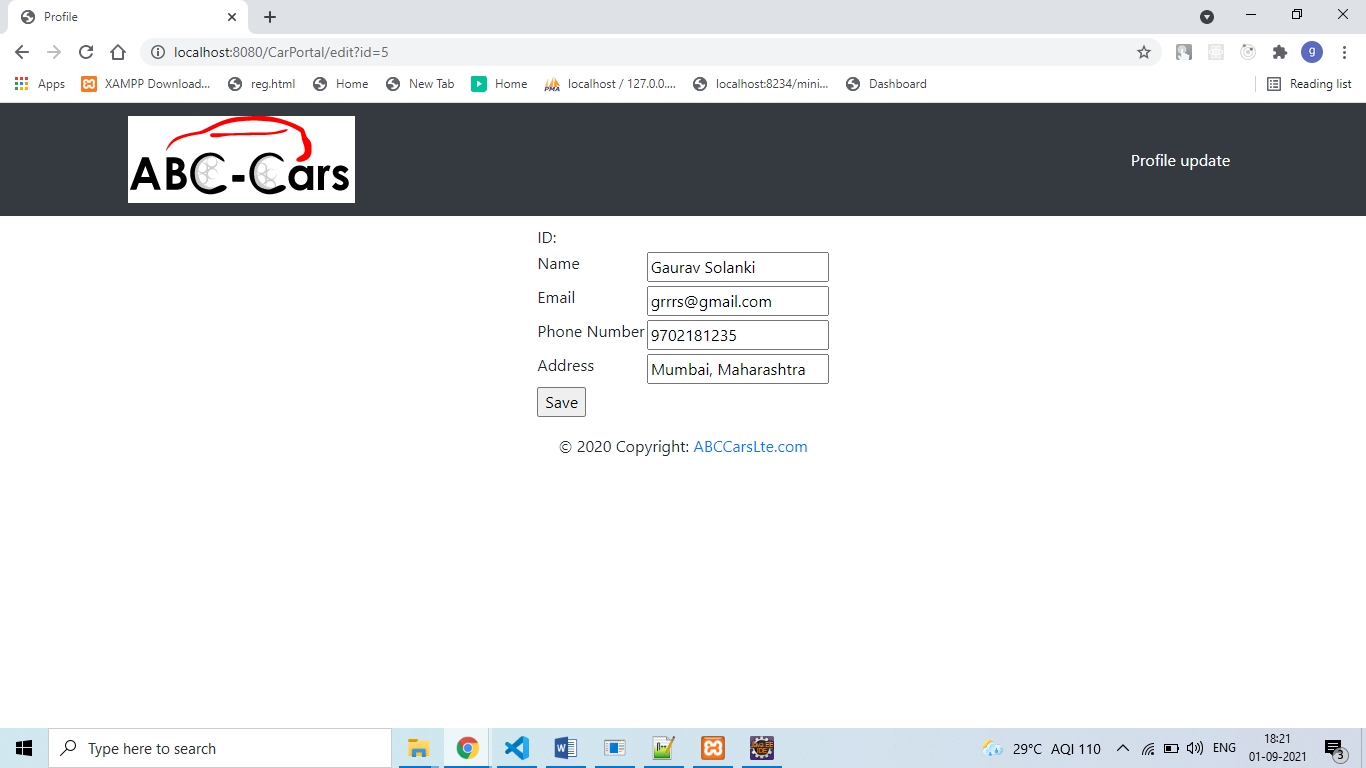 Profile
localhost:8080/CarPortal/edit?id=5
g
Apps XAMPP Download... reg.html Home New Tab Home localhost / 127.0.0.... localhost:8234/mini... Dashboard Reading list
ABC-Cars
Profile update
ID:
Name Gaurav Solanki
Email grrrs@gmail.com
Phone Number 9702181235
Address Mumbai, Maharashtra
Save
© 2020 Copyright: ABCCarsLte.com
Type here to search
29°C AQI 110 ENG
18:21
01-09-2021
3